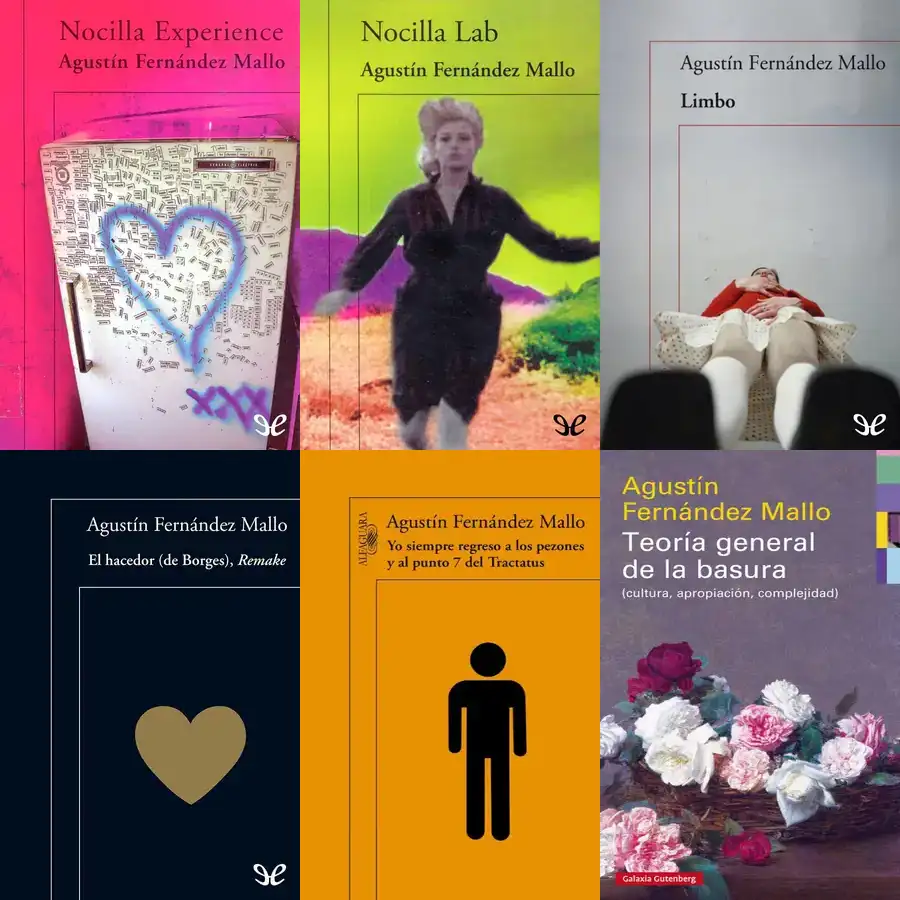 Nocilla Experience
Agustín Fernández Mallo
Nocilla Lab
Agustín Fernández Mallo
Agustín Fernández Mallo
Limbo
Agustín Fernández Mallo
El hacedor (de Borges), Remake
ALFAGUARA
Agustín Fernández Mallo
Yo siempre regreso a los pezones
y al punto 7 del Tractatus
Agustín
Fernández Mallo
Teoría general
de la basura
(cultura, apropiación, complejidad)
Galaxia Gutenberg
XXX